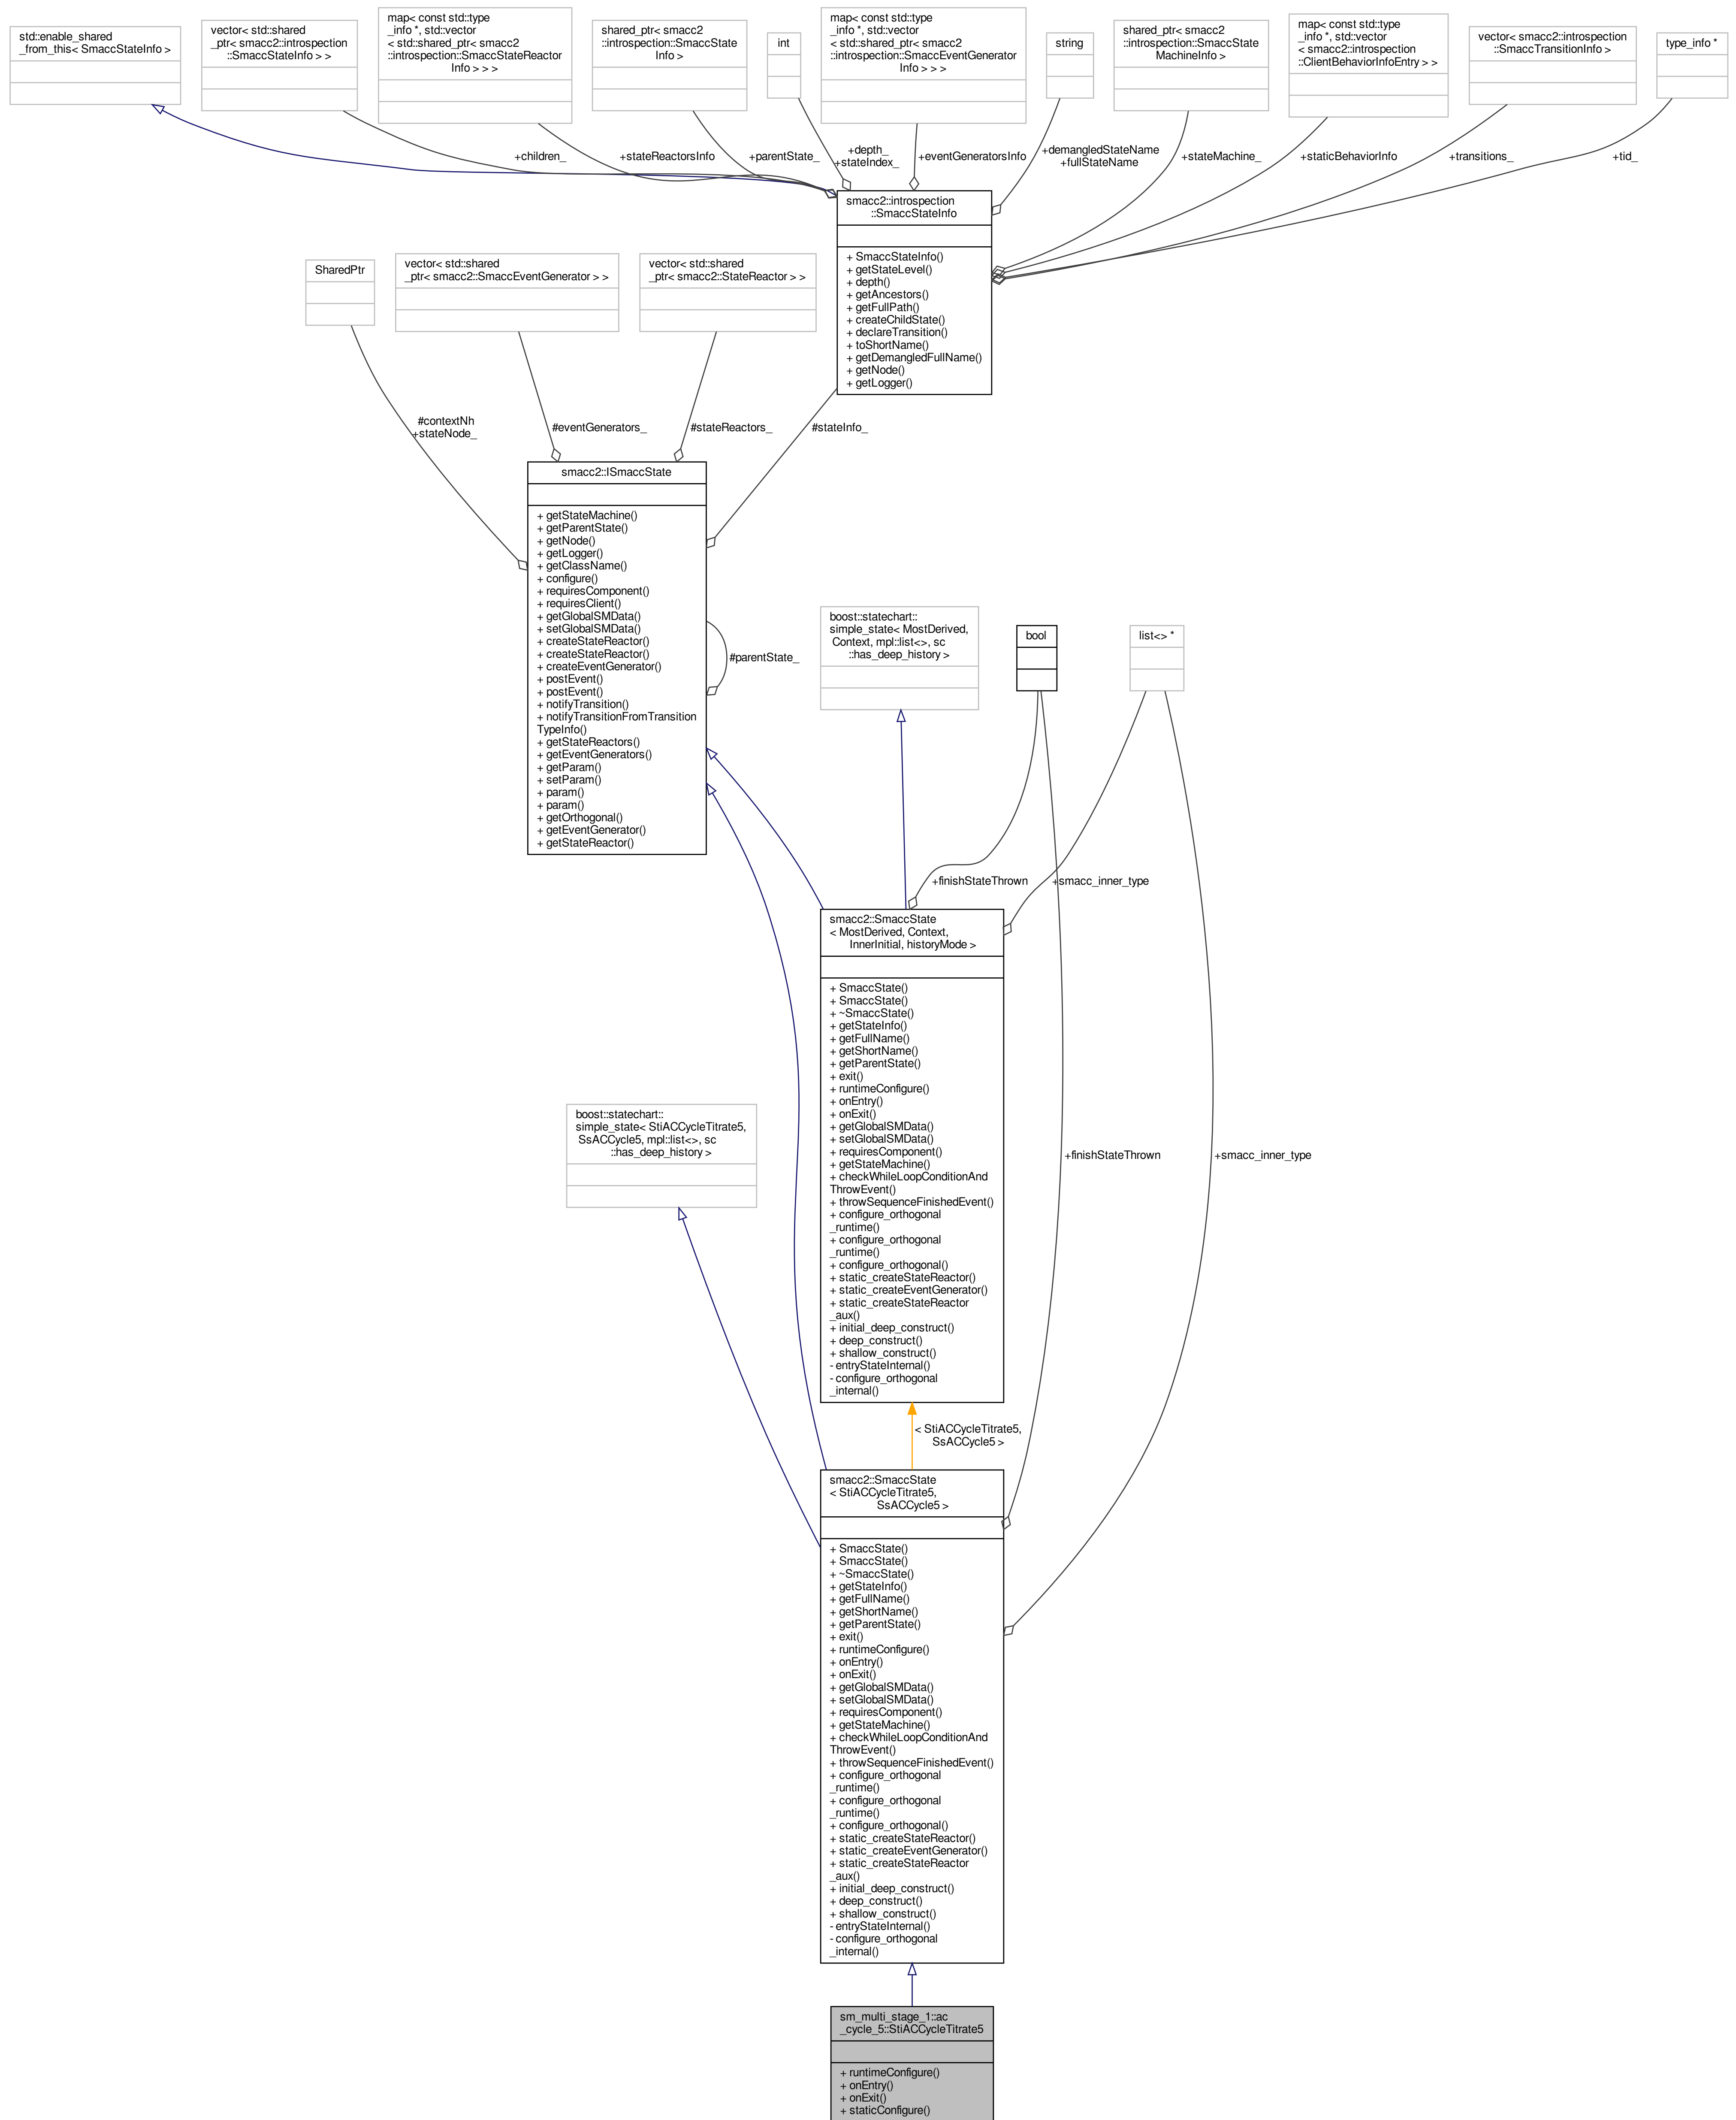 std::enable_shared
_from_this< SmaccStateInfo >
vector< std::shared
_ptr< smacc2::introspection
::SmaccStateInfo > >
map< const std::type
_info *, std::vector
< std::shared_ptr< smacc2
::introspection::SmaccStateReactor
Info > > >
shared_ptr< smacc2
::introspection::SmaccState
Info >
int
map< const std::type
_info *, std::vector
< std::shared_ptr< smacc2
::introspection::SmaccEventGenerator
Info > > >
string
shared_ptr< smacc2
::introspection::SmaccState
MachineInfo >
map< const std::type
_info *, std::vector
< smacc2::introspection
::ClientBehaviorInfoEntry > >
vector< smacc2::introspection
::SmaccTransitionInfo >
type_info *
+children_
+stateReactorsInfo
+parentState_
+depth_
+stateIndex_
+eventGeneratorsInfo
+demangledStateName
+fullStateName
+stateMachine_
+staticBehaviorInfo
+transitions_
+tid_
smacc2::introspection
::SmaccStateInfo
+ SmaccStateInfo()
+ getStateLevel()
+ depth()
+ getAncestors()
+ getFullPath()
+ createChildState()
+ declareTransition()
+ toShortName()
+ getDemangledFullName()
+ getNode()
+ getLogger()
SharedPtr
vector< std::shared
_ptr< smacc2::SmaccEventGenerator > >
vector< std::shared
_ptr< smacc2::StateReactor > >
#contextNh
+stateNode_
#eventGenerators_
#stateReactors_
#stateInfo_
smacc2::ISmaccState
+ getStateMachine()
+ getParentState()
+ getNode()
+ getLogger()
+ getClassName()
+ configure()
+ requiresComponent()
+ requiresClient()
+ getGlobalSMData()
+ setGlobalSMData()
+ createStateReactor()
+ createStateReactor()
+ createEventGenerator()
+ postEvent()
+ postEvent()
+ notifyTransition()
+ notifyTransitionFromTransition
TypeInfo()
+ getStateReactors()
+ getEventGenerators()
+ getParam()
+ setParam()
+ param()
+ param()
+ getOrthogonal()
+ getEventGenerator()
+ getStateReactor()
#parentState_
boost::statechart::
simple_state< MostDerived,
Context, mpl::list<>, sc
::has_deep_history >
bool
list<> *
+finishStateThrown
+smacc_inner_type
smacc2::SmaccState
< MostDerived, Context,
InnerInitial, historyMode >
+ SmaccState()
+ SmaccState()
+ ~SmaccState()
+ getStateInfo()
+ getFullName()
+ getShortName()
+ getParentState()
+ exit()
+ runtimeConfigure()
+ onEntry()
+ onExit()
+ getGlobalSMData()
+ setGlobalSMData()
+ requiresComponent()
+ getStateMachine()
+ checkWhileLoopConditionAnd
ThrowEvent()
+ throwSequenceFinishedEvent()
+ configure_orthogonal
_runtime()
+ configure_orthogonal
_runtime()
+ configure_orthogonal()
+ static_createStateReactor()
+ static_createEventGenerator()
+ static_createStateReactor
_aux()
+ initial_deep_construct()
+ deep_construct()
+ shallow_construct()
- entryStateInternal()
- configure_orthogonal
_internal()
boost::statechart::
simple_state< StiACCycleTitrate5,
SsACCycle5, mpl::list<>, sc
::has_deep_history >
+finishStateThrown
+smacc_inner_type
< StiACCycleTitrate5,
SsACCycle5 >
smacc2::SmaccState
< StiACCycleTitrate5,
SsACCycle5 >
+ SmaccState()
+ SmaccState()
+ ~SmaccState()
+ getStateInfo()
+ getFullName()
+ getShortName()
+ getParentState()
+ exit()
+ runtimeConfigure()
+ onEntry()
+ onExit()
+ getGlobalSMData()
+ setGlobalSMData()
+ requiresComponent()
+ getStateMachine()
+ checkWhileLoopConditionAnd
ThrowEvent()
+ throwSequenceFinishedEvent()
+ configure_orthogonal
_runtime()
+ configure_orthogonal
_runtime()
+ configure_orthogonal()
+ static_createStateReactor()
+ static_createEventGenerator()
+ static_createStateReactor
_aux()
+ initial_deep_construct()
+ deep_construct()
+ shallow_construct()
- entryStateInternal()
- configure_orthogonal
_internal()
sm_multi_stage_1::ac
_cycle_5::StiACCycleTitrate5
+ runtimeConfigure()
+ onEntry()
+ onExit()
+ staticConfigure()